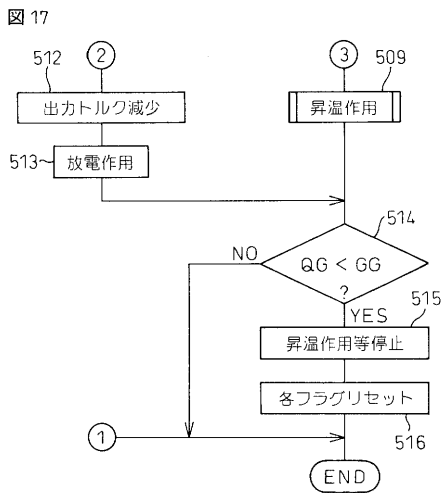 図17
②
③
512
509
出力トルク減少
昇温作用
513
放電作用
514
NO
QG < GG
?
YES
515
昇温作用等停止
各フラグリセット
①
516
END